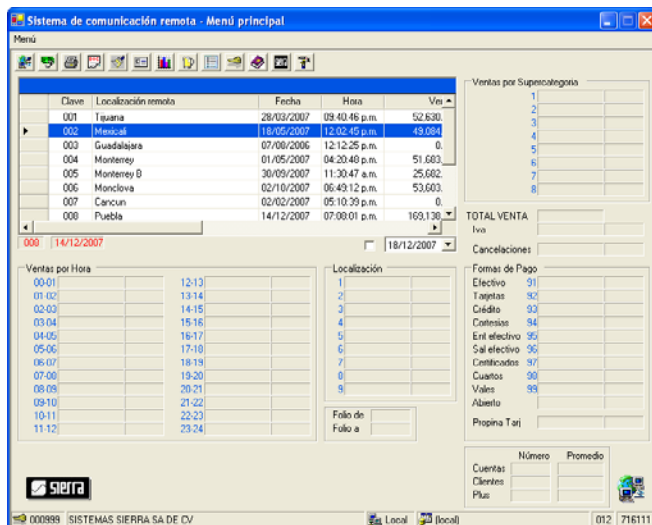 Sistema de comunicación remota - Menú principal
Menú
Clave Localización remota Fecha Hora
001 Tijuana 28/03/2007 09:40:46 p.m. 52,630.
002 Mexicali 18/05/2007 12:02:45 p.m. 49,084.
003 Guadalajara 07/08/2006 12:12:25 p.m. 0.
004 Monterrey 01/05/2007 04:20:48 p.m. 51,683.
005 Monterrey B 30/09/2007 11:30:47 a.m. 25,682.
006 Monclova 02/10/2007 06:49:12 p.m. 53,603.
007 Cancun 02/02/2007 05:10:39 p.m. 0.
008 Puebla 14/12/2007 07:08:01 p.m. 169,138.
000 14/12/2007
18/12/2007
Ventas por Supercategoria
1
2
3
4
5
6
7
8
TOTAL VENTA
Iva
Cancelaciones
Ventas por Hora
00-01 12-13
01-02 13-14
02-03 14-15
03-04 15-16
04-05 16-17
05-06 17-18
06-07 18-19
07-08 19-20
08-09 20-21
09-10 21-22
10-11 22-23
11-12 23-24
Localización
1
2
3
4
5
6
7
8
9
Folio de
Folio a
Formas de Pago
Efectivo 91
Tarjetas 92
Crédito 93
Cortesias 94
Ent efectivo 95
Sal efectivo 96
Certificados 97
Cuartos 98
Vales 99
Abierto
Propina Tarj
Número Promedio
Cuentas
Clientes
Plus
sierra
000999 SISTEMAS SIERRA SA DE CV Local (local) 012 716111